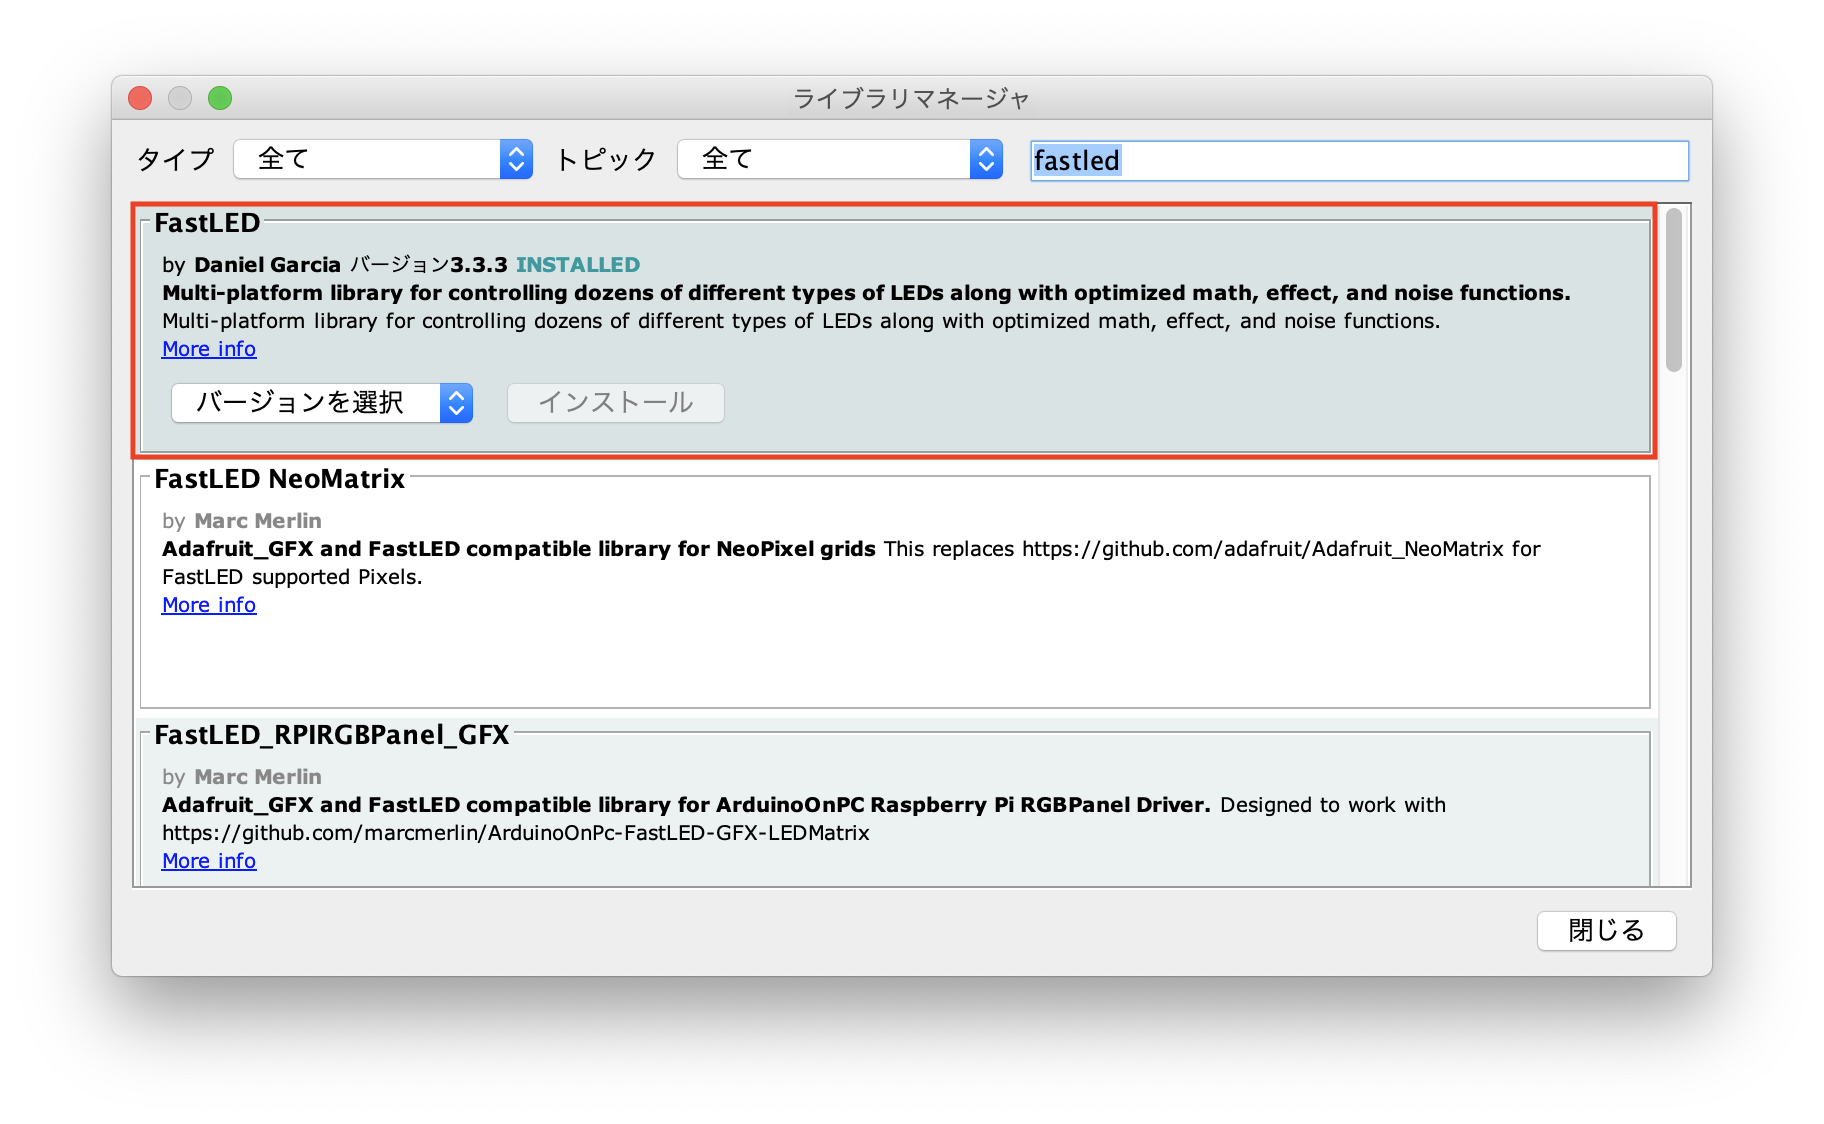 ライブラリマネージャ
タイプ 全て トピック 全て fastled
FastLED
by Daniel Garcia バージョン3.3.3 INSTALLED
Multi-platform library for controlling dozens of different types of LEDs along with optimized math, effect, and noise functions.
Multi-platform library for controlling dozens of different types of LEDs along with optimized math, effect, and noise functions.
More info
バージョンを選択 インストール
FastLED NeoMatrix
by Marc Merlin
Adafruit_GFX and FastLED compatible library for NeoPixel grids This replaces https://github.com/adafruit/Adafruit_NeoMatrix for
FastLED supported Pixels.
More info
FastLED_RPIRGBPanel_GFX
by Marc Merlin
Adafruit_GFX and FastLED compatible library for ArduinoOnPC Raspberry Pi RGBPanel Driver. Designed to work with
https://github.com/marcmerlin/ArduinoOnPc-FastLED-GFX-LEDMatrix
More info
閉じる